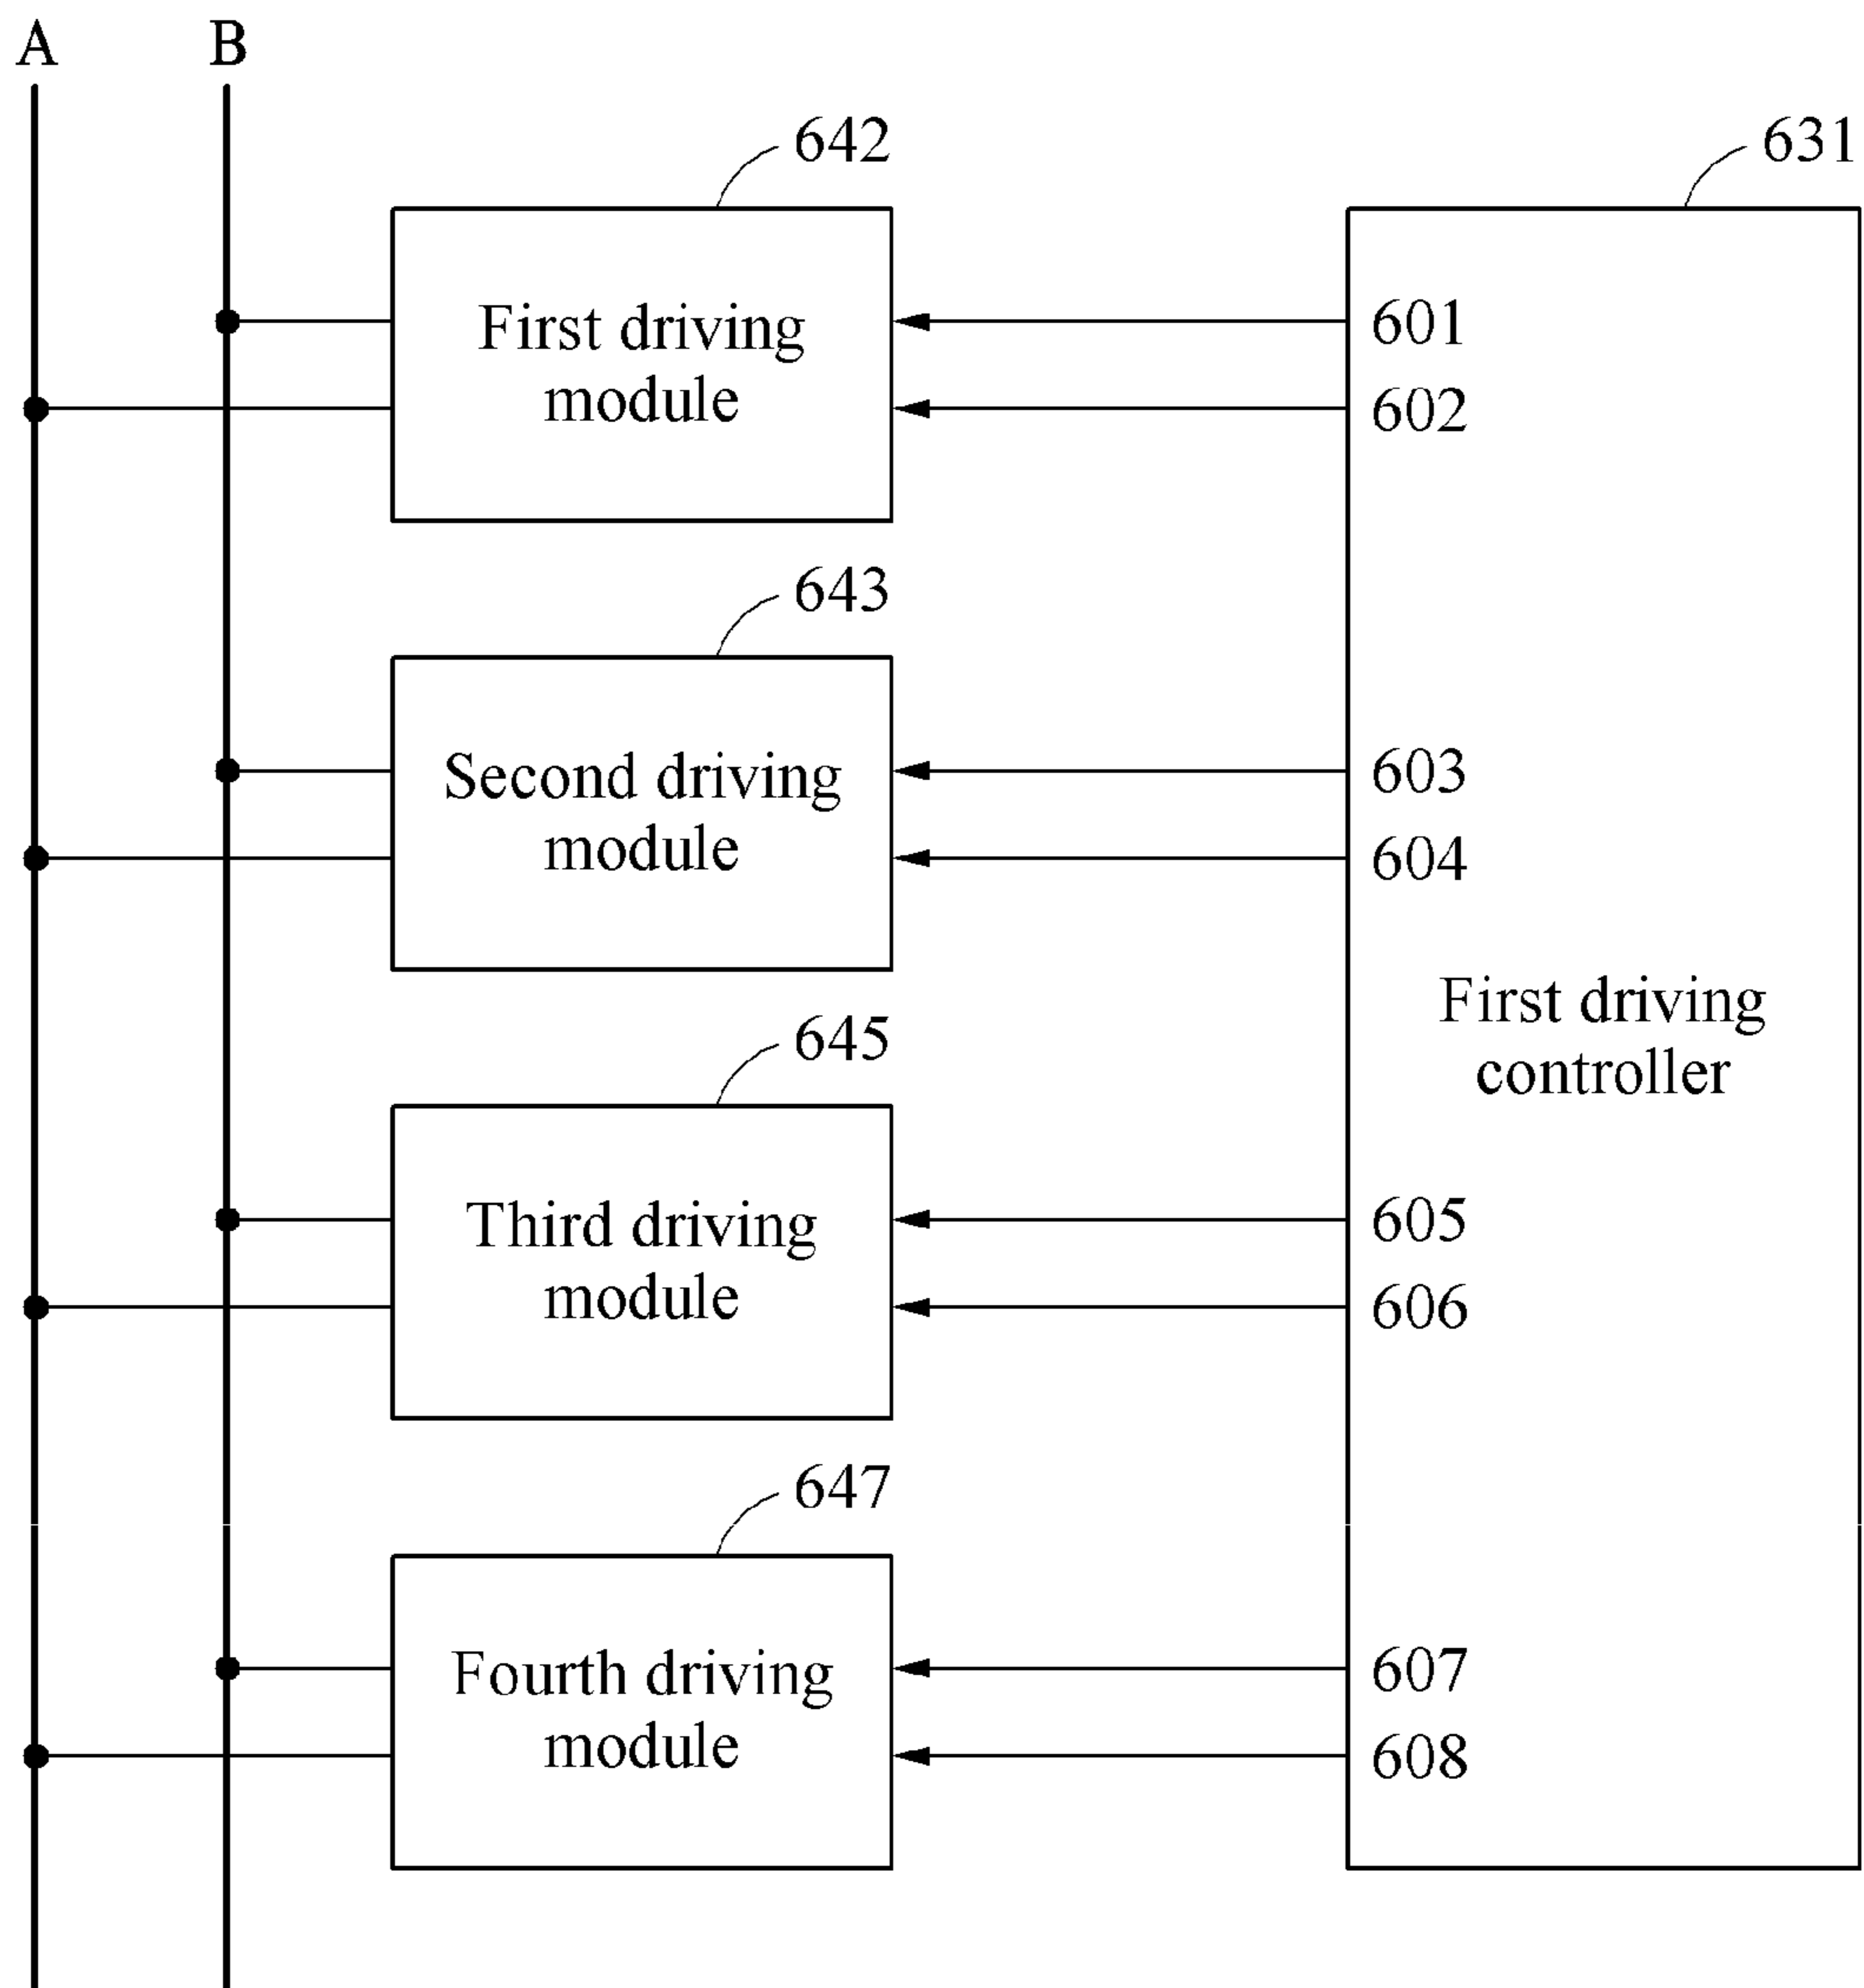 A
B
642
631
First driving
module
601
602
643
Second driving
module
603
604
First driving
controller
645
Third driving
module
605
606
647
Fourth driving
module
607
608